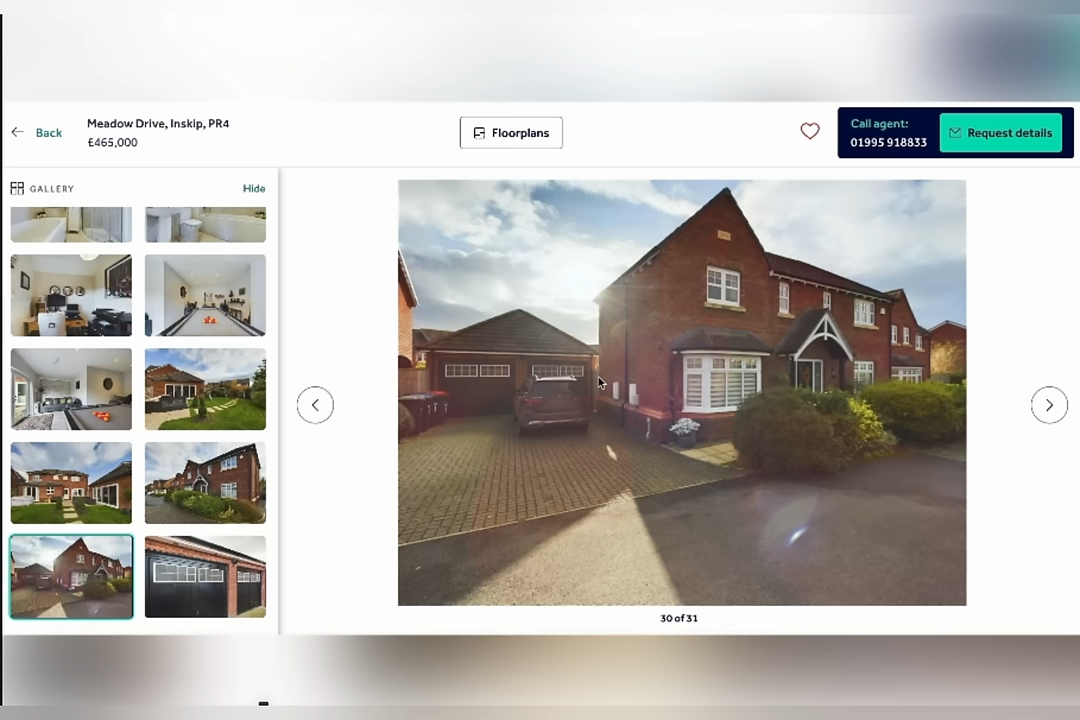 Back
Meadow Drive, Inskip, PR4
£465,000
Floorplans
Call agent:
01995 918833
Request details
GALLERY
Hide
30 of 31